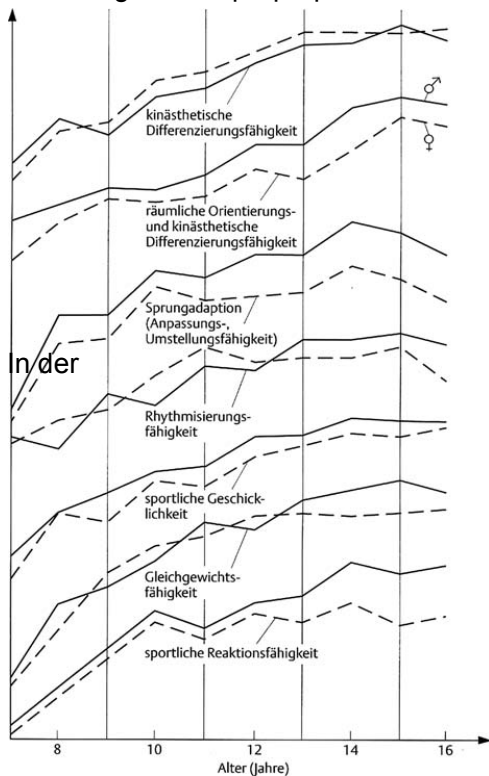 kinästhetische
Differenzierungsfähigkeit
♂
♀
räumliche Orientierungs-
und kinästhetische
Differenzierungsfähigkeit
Sprungadaption
(Anpassungs-,
Umstellungsfähigkeit)
In der
Rhythmisierungs-
fähigkeit
sportliche Geschick-
lichkeit
Gleichgewichts-
fähigkeit
sportliche Reaktionsfähigkeit
8 10 12 14 16
Alter (Jahre)